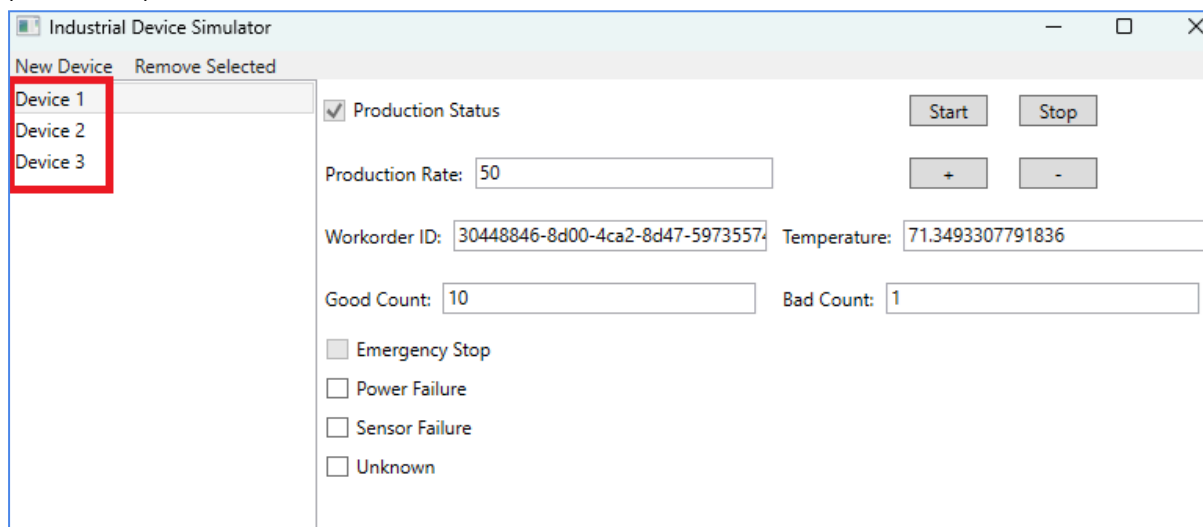 Industrial Device Simulator
New Device Remove Selected
Device 1
Device 2
Device 3
Production Status Start Stop
Production Rate: 50 + -
Workorder ID: 30448846-8d00-4ca2-8d47-59735574 Temperature: 71.3493307791836
Good Count: 10 Bad Count: 1
Emergency Stop
Power Failure
Sensor Failure
Unknown